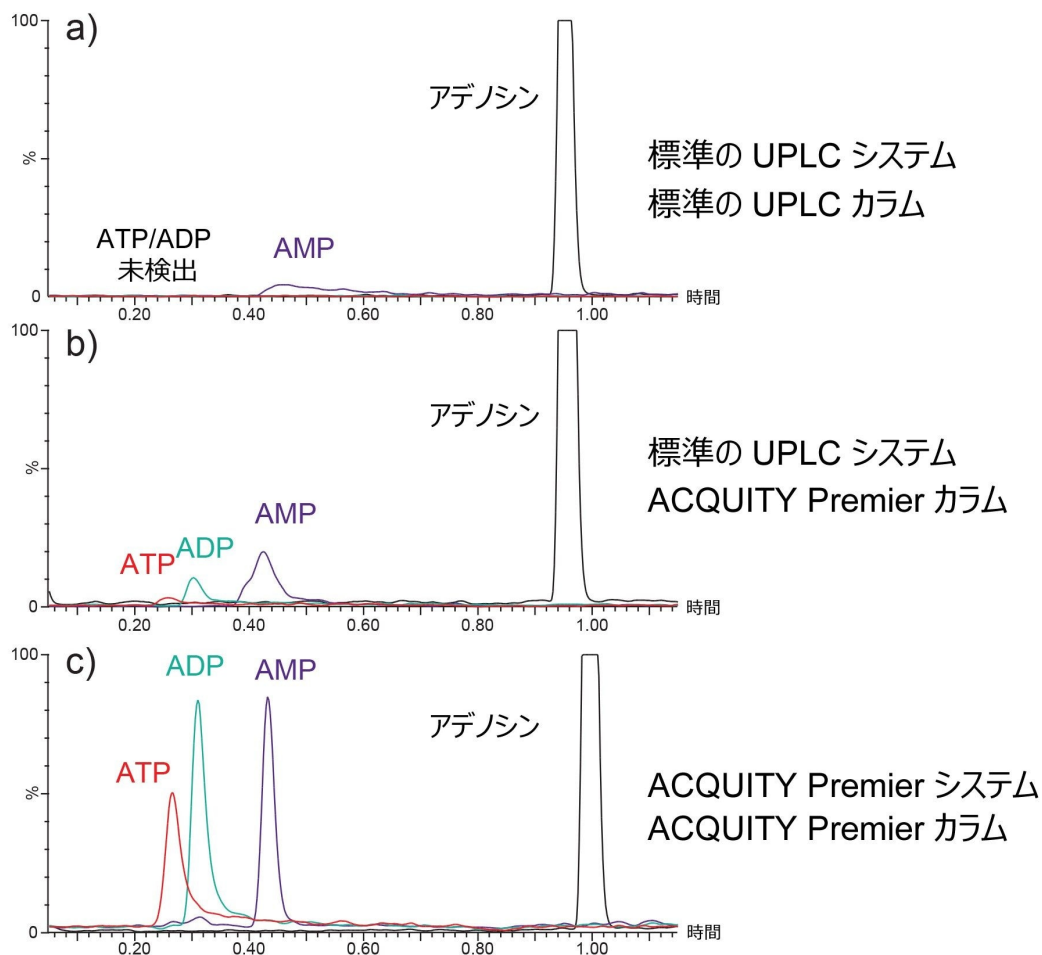 100
a)
アデノシン
標準の UPLC システム
%
標準の UPLC カラム
ATP/ADP
未検出
AMP
0
時間
0.20 0.40 0.60 0.80 1.00
100
b)
アデノシン
標準の UPLC システム
%
ACQUITY Premier カラム
AMP
ADP
ATP
0
時間
0.20 0.40 0.60 0.80 1.00
100
c)
ADP
AMP
アデノシン
ATP
ACQUITY Premier システム
%
ACQUITY Premier カラム
0
時間
0.20 0.40 0.60 0.80 1.00